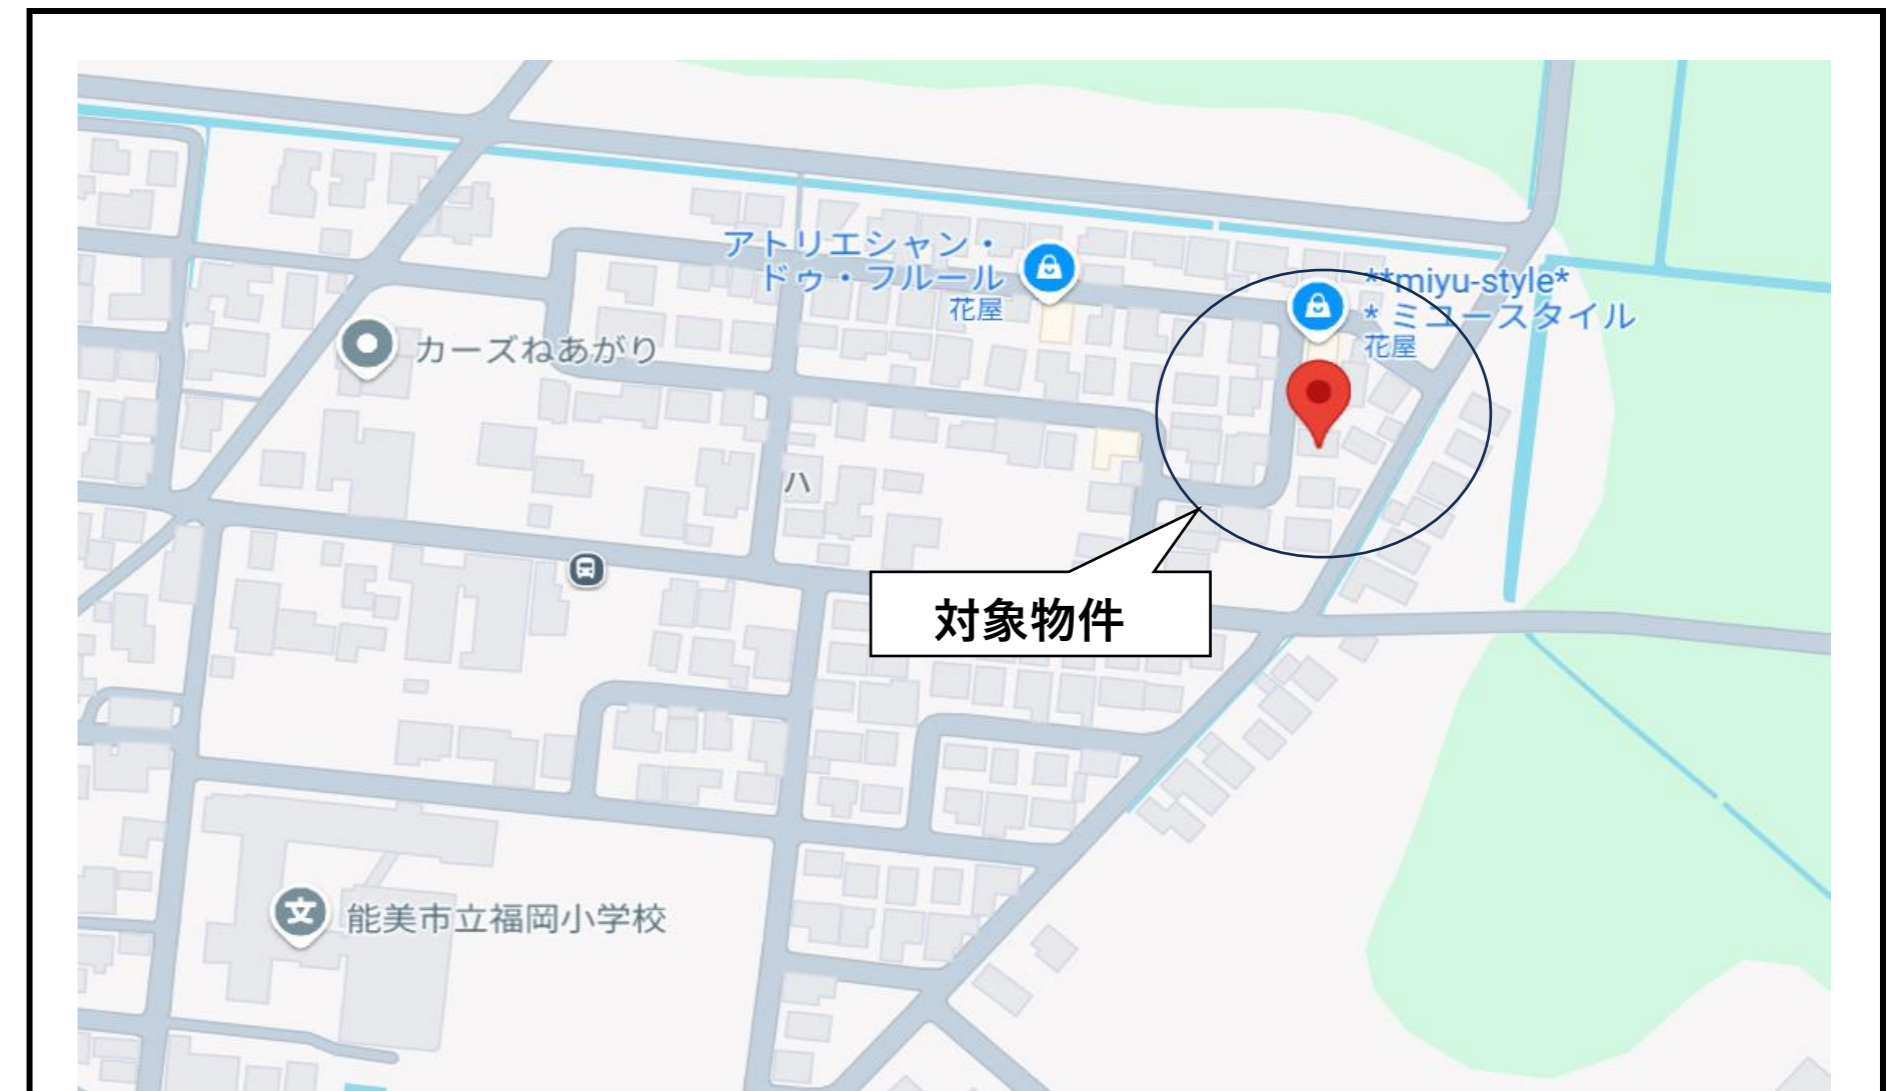 アトリエシャン・
ドゥ・フルール
花屋
**miyu-style*
* ミュースタイル
花屋
カーズねあがり
ハ
対象物件
文
能美市立福岡小学校